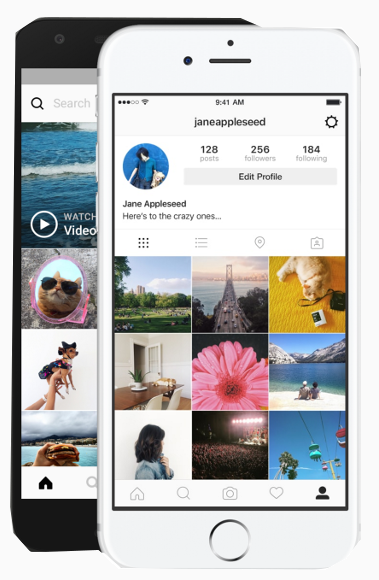 Search
WATCH
Video
9:41 AM
janeappleseed
128 256 184
posts followers following
Edit Profile
Jane Appleseed
Here's to the crazy ones...